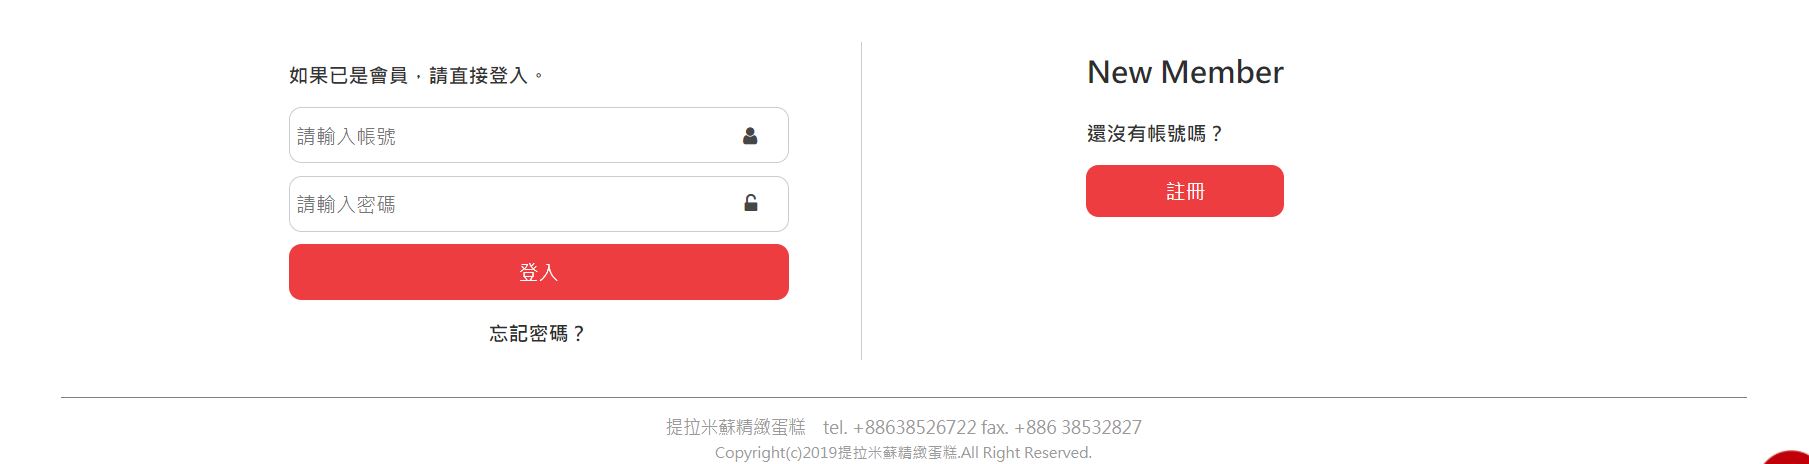 如果已是會員，請直接登入。
請輸入帳號
請輸入密碼
登入
忘記密碼？
New Member
還沒有帳號嗎？
註冊
提拉米蘇精緻蛋糕　tel. +88638526722 fax. +886 38532827
Copyright(c)2019提拉米蘇精緻蛋糕.All Right Reserved.